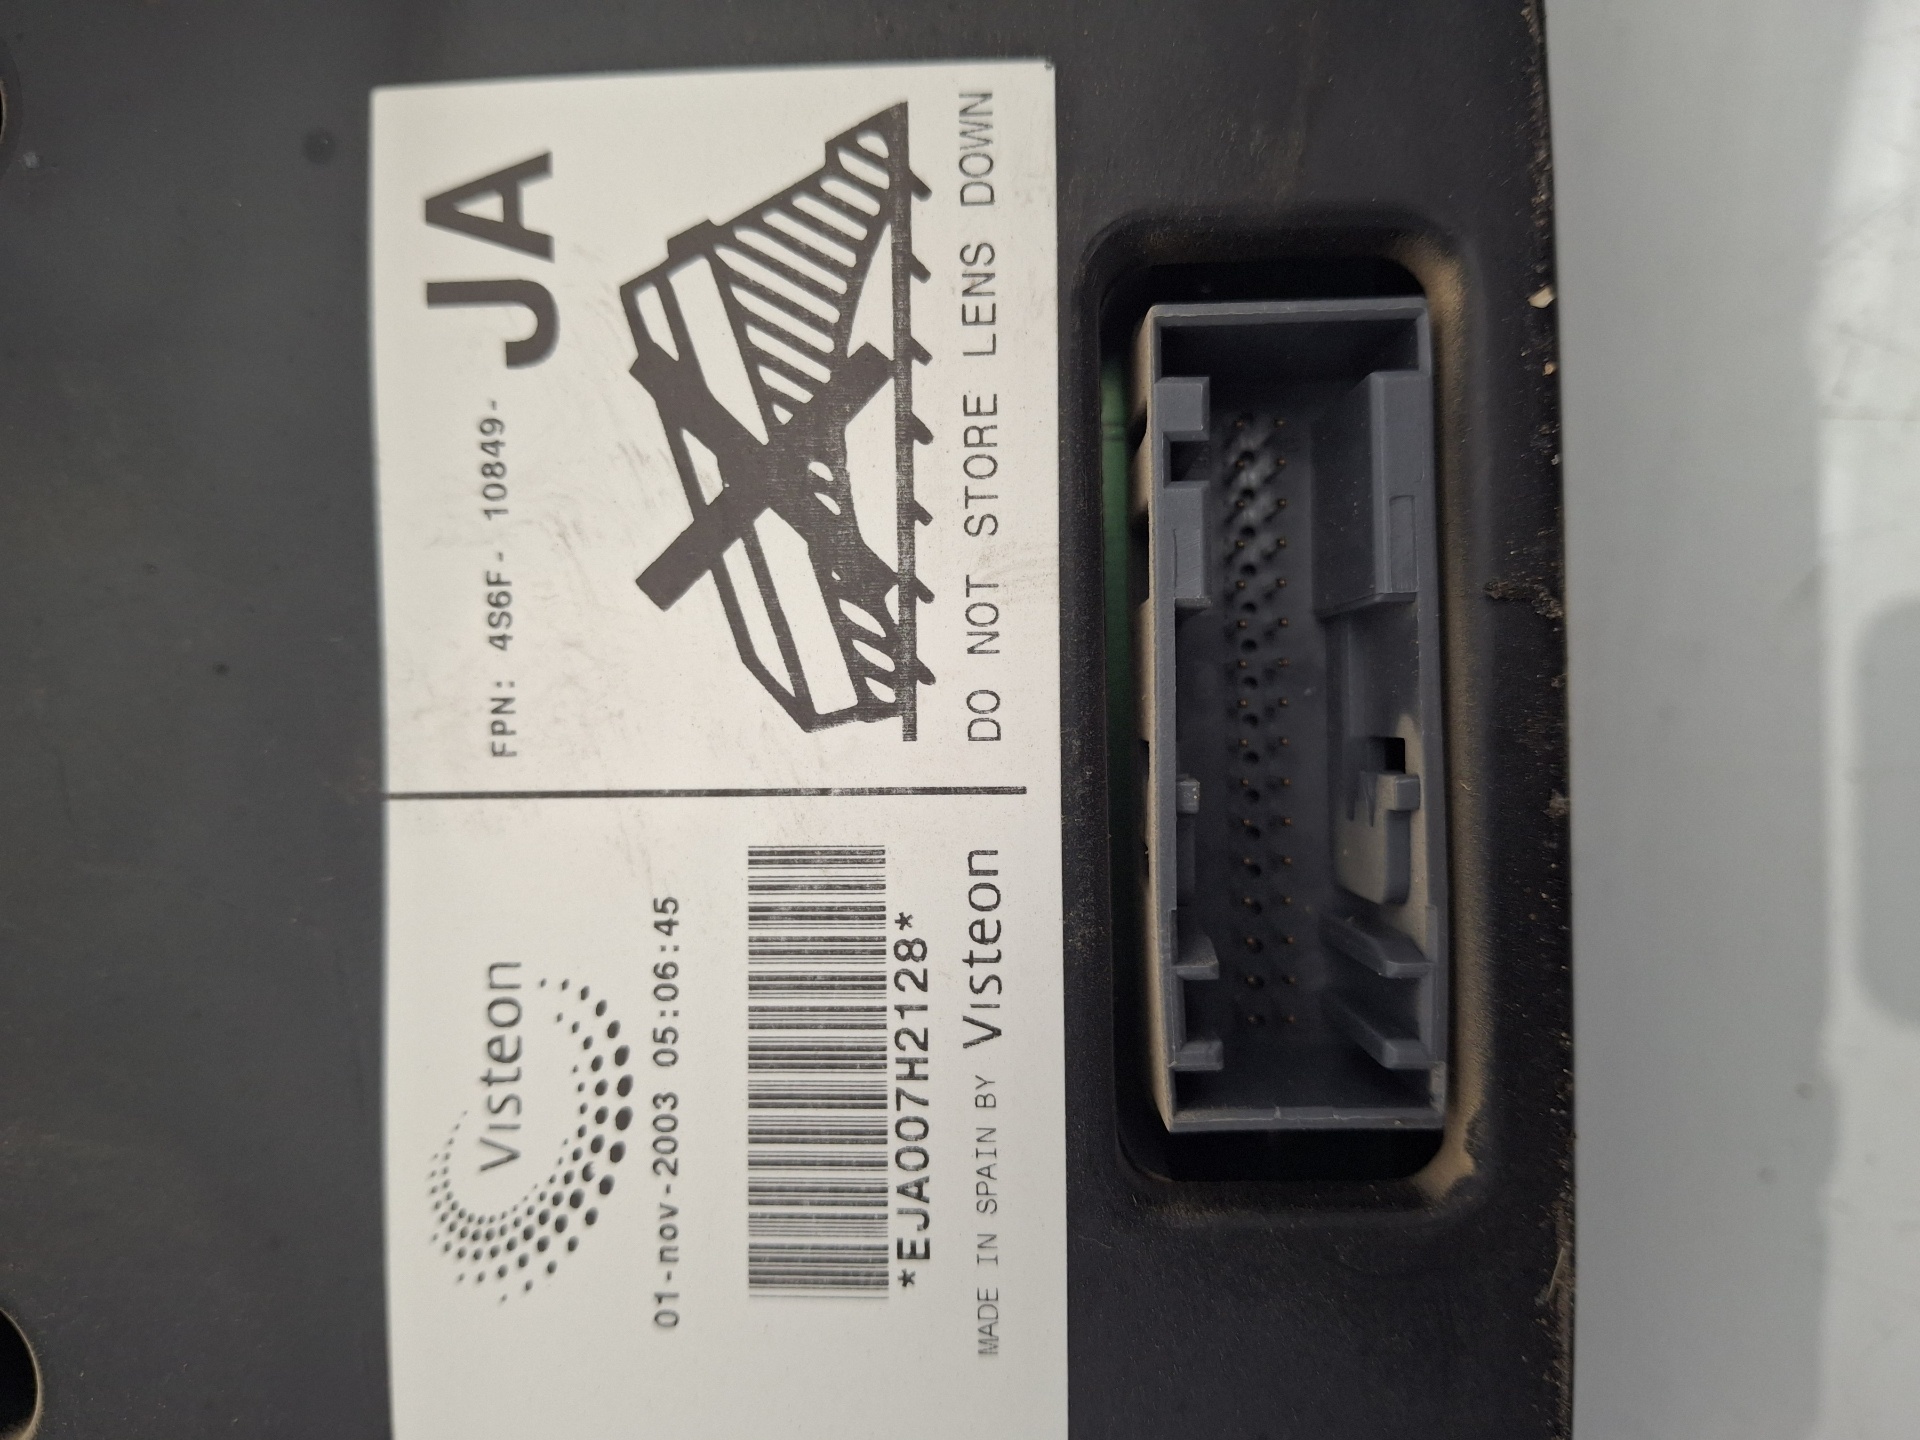 Visteon
01-nov-2003 05:06:45
*EJA007H2128*
MADE IN SPAIN BY Visteon
FPN: 4S6F-10849- JA
DO NOT STORE LENS DOWN